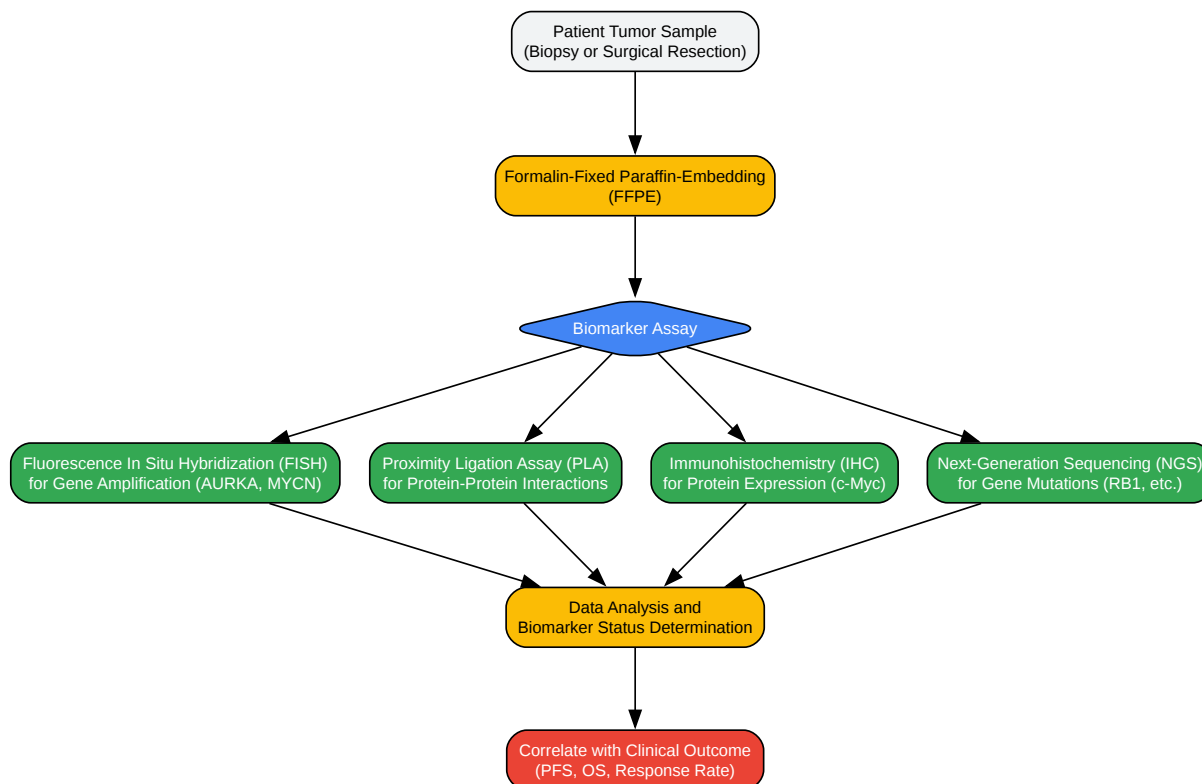 Patient Tumor Sample
(Biopsy or Surgical Resection)
Formalin-Fixed Paraffin-Embedding
(FFPE)
Biomarker Assay
Fluorescence In Situ Hybridization (FISH)
for Gene Amplification (AURKA, MYCN)
Proximity Ligation Assay (PLA)
for Protein-Protein Interactions
Immunohistochemistry (IHC)
for Protein Expression (c-Myc)
Next-Generation Sequencing (NGS)
for Gene Mutations (RB1, etc.)
Data Analysis and
Biomarker Status Determination
Correlate with Clinical Outcome
(PFS, OS, Response Rate)